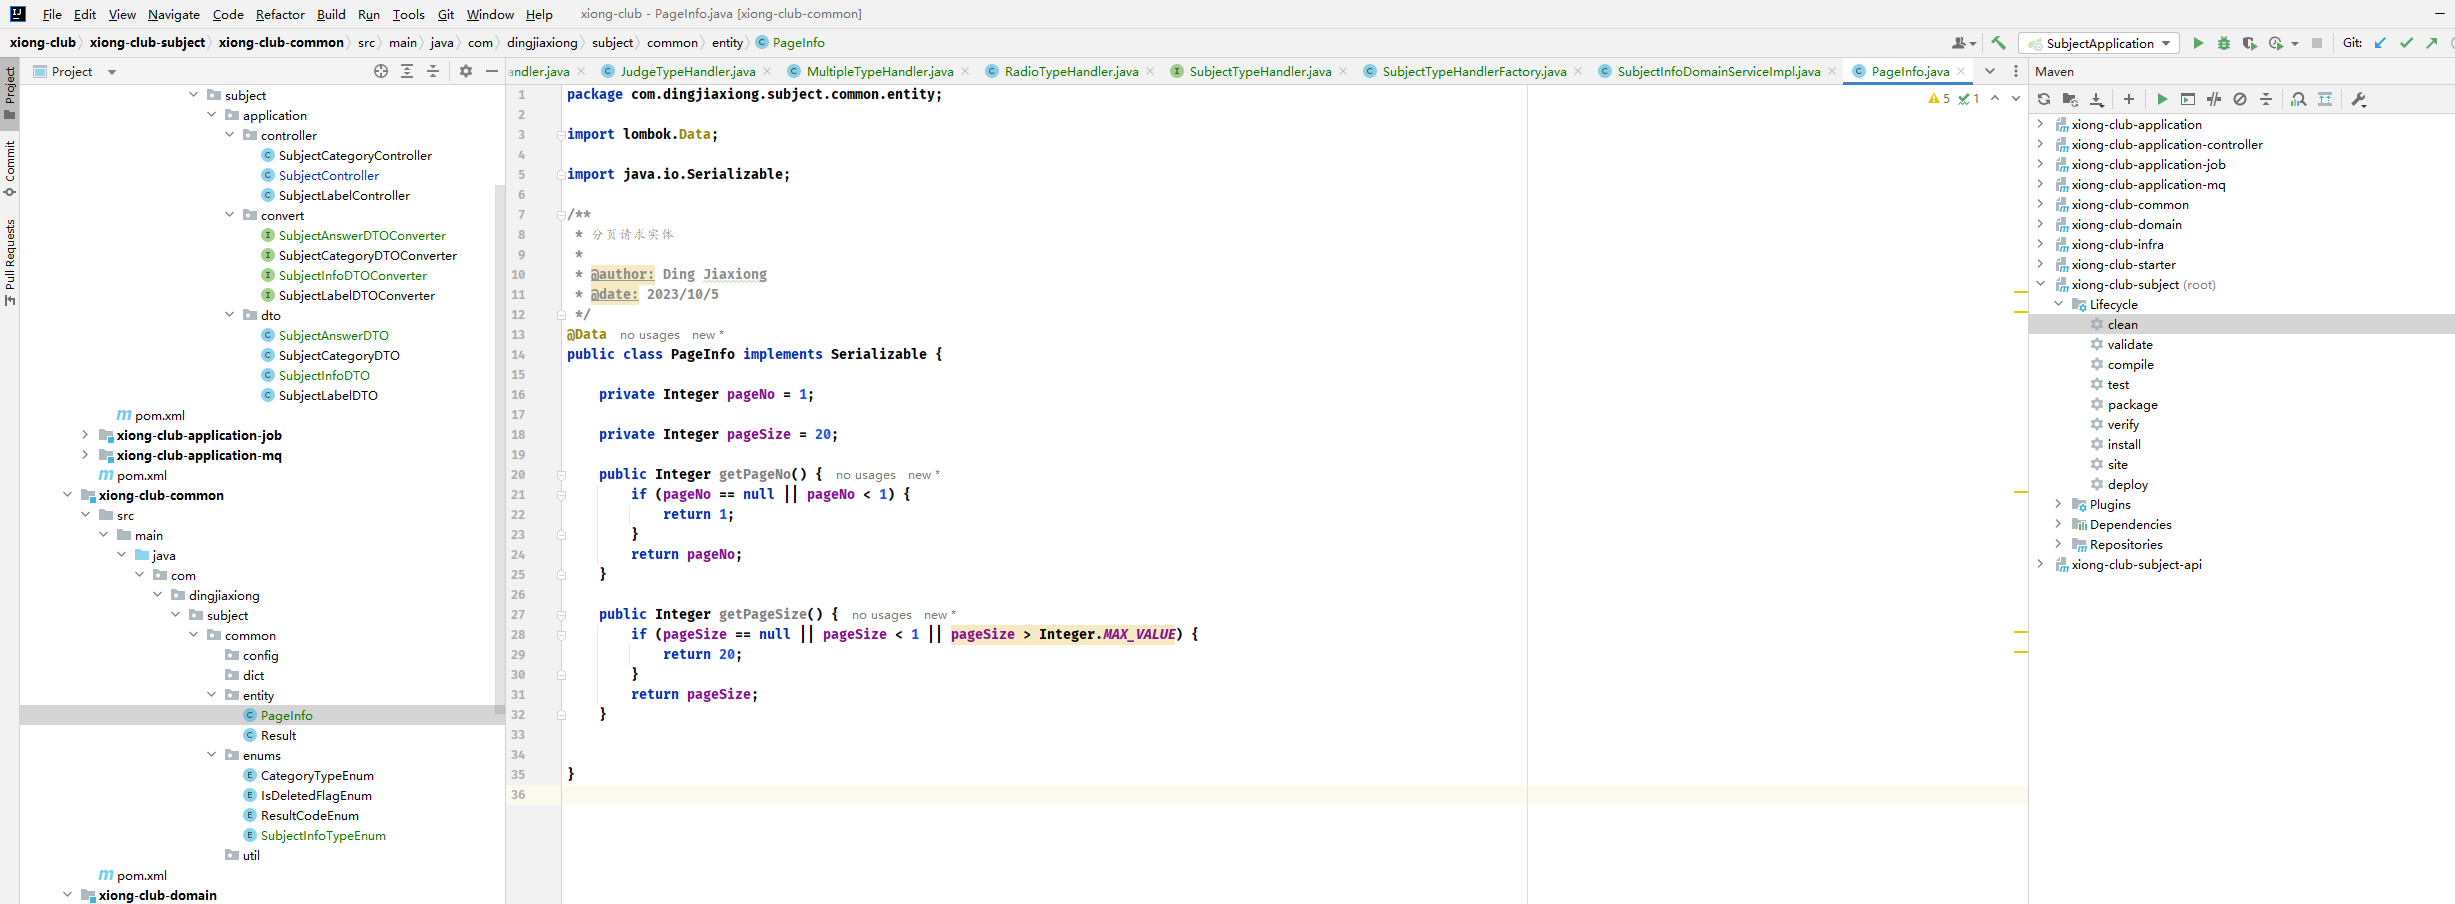 File Edit View Navigate Code Refactor Build Run Tools Git Window Help xiong-club - PageInfo.java [xiong-club-common]
xiong-club xiong-club-subject xiong-club-common src main java com dingjiaxiong subject common entity PageInfo SubjectApplication Git:
Project
andler.java JudgeTypeHandler.java MultipleTypeHandler.java RadioTypeHandler.java SubjectTypeHandler.java SubjectTypeHandlerFactory.java SubjectInfoDomainServiceImpl.java PageInfo.java
Maven
Project
Commit
Pull Requests
subject
application
controller
SubjectCategoryController
SubjectController
SubjectLabelController
convert
SubjectAnswerDTOConverter
SubjectCategoryDTOConverter
SubjectInfoDTOConverter
SubjectLabelDTOConverter
dto
SubjectAnswerDTO
SubjectCategoryDTO
SubjectInfoDTO
SubjectLabelDTO
pom.xml
xiong-club-application-job
xiong-club-application-mq
pom.xml
xiong-club-common
src
main
java
com
dingjiaxiong
subject
common
config
dict
entity
PageInfo
Result
enums
CategoryTypeEnum
IsDeletedFlagEnum
ResultCodeEnum
SubjectInfoTypeEnum
util
pom.xml
xiong-club-domain
5 1
1 package com.dingjiaxiong.subject.common.entity;
2
3 import lombok.Data;
4
5 import java.io.Serializable;
6
7 /**
8 * 分页请求实体
9 *
10 * @author: Ding Jiaxiong
11 * @date: 2023/10/5
12 */
13 @Data no usages new *
14 public class PageInfo implements Serializable {
15
16 private Integer pageNo = 1;
17
18 private Integer pageSize = 20;
19
20 public Integer getPageNo() { no usages new *
21 if (pageNo == null || pageNo < 1) {
22 return 1;
23 }
24 return pageNo;
25 }
26
27 public Integer getPageSize() { no usages new *
28 if (pageSize == null || pageSize < 1 || pageSize > Integer.MAX_VALUE) {
29 return 20;
30 }
31 return pageSize;
32 }
33
34
35 }
36
xiong-club-application
xiong-club-application-controller
xiong-club-application-job
xiong-club-application-mq
xiong-club-common
xiong-club-domain
xiong-club-infra
xiong-club-starter
xiong-club-subject (root)
Lifecycle
clean
validate
compile
test
package
verify
install
site
deploy
Plugins
Dependencies
Repositories
xiong-club-subject-api